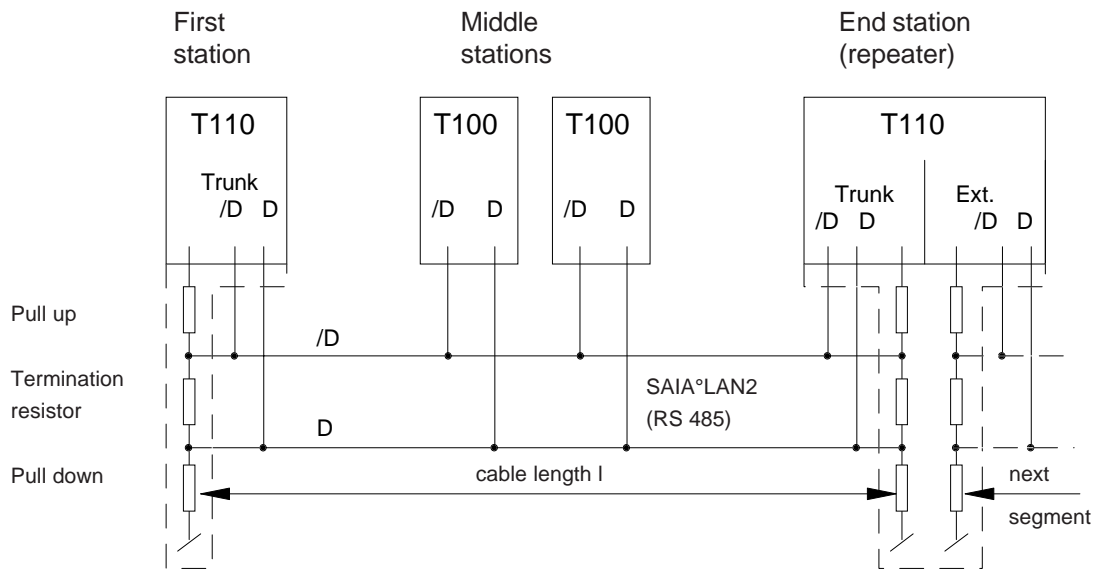 First
station
Middle
stations
End station
(repeater)
T110
T100
T100
T110
Trunk
/D D
/D D
/D D
Trunk
/D D
Ext.
/D D
Pull up
/D
Termination
resistor
SAIA°LAN2
(RS 485)
D
Pull down
cable length l
next
segment